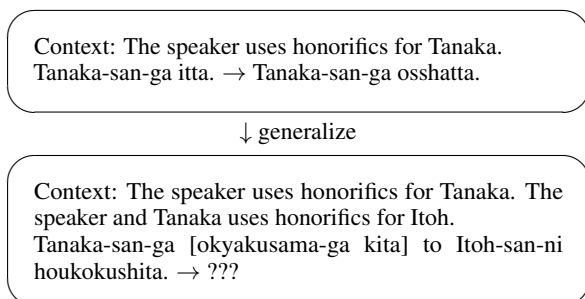 Context: The speaker uses honorifics for Tanaka.
Tanaka-san-ga itta. → Tanaka-san-ga osshatta.
↓ generalize
Context: The speaker uses honorifics for Tanaka. The
speaker and Tanaka uses honorifics for Itoh.
Tanaka-san-ga [okyakusama-ga kita] to Itoh-san-ni
houkokushita. → ???